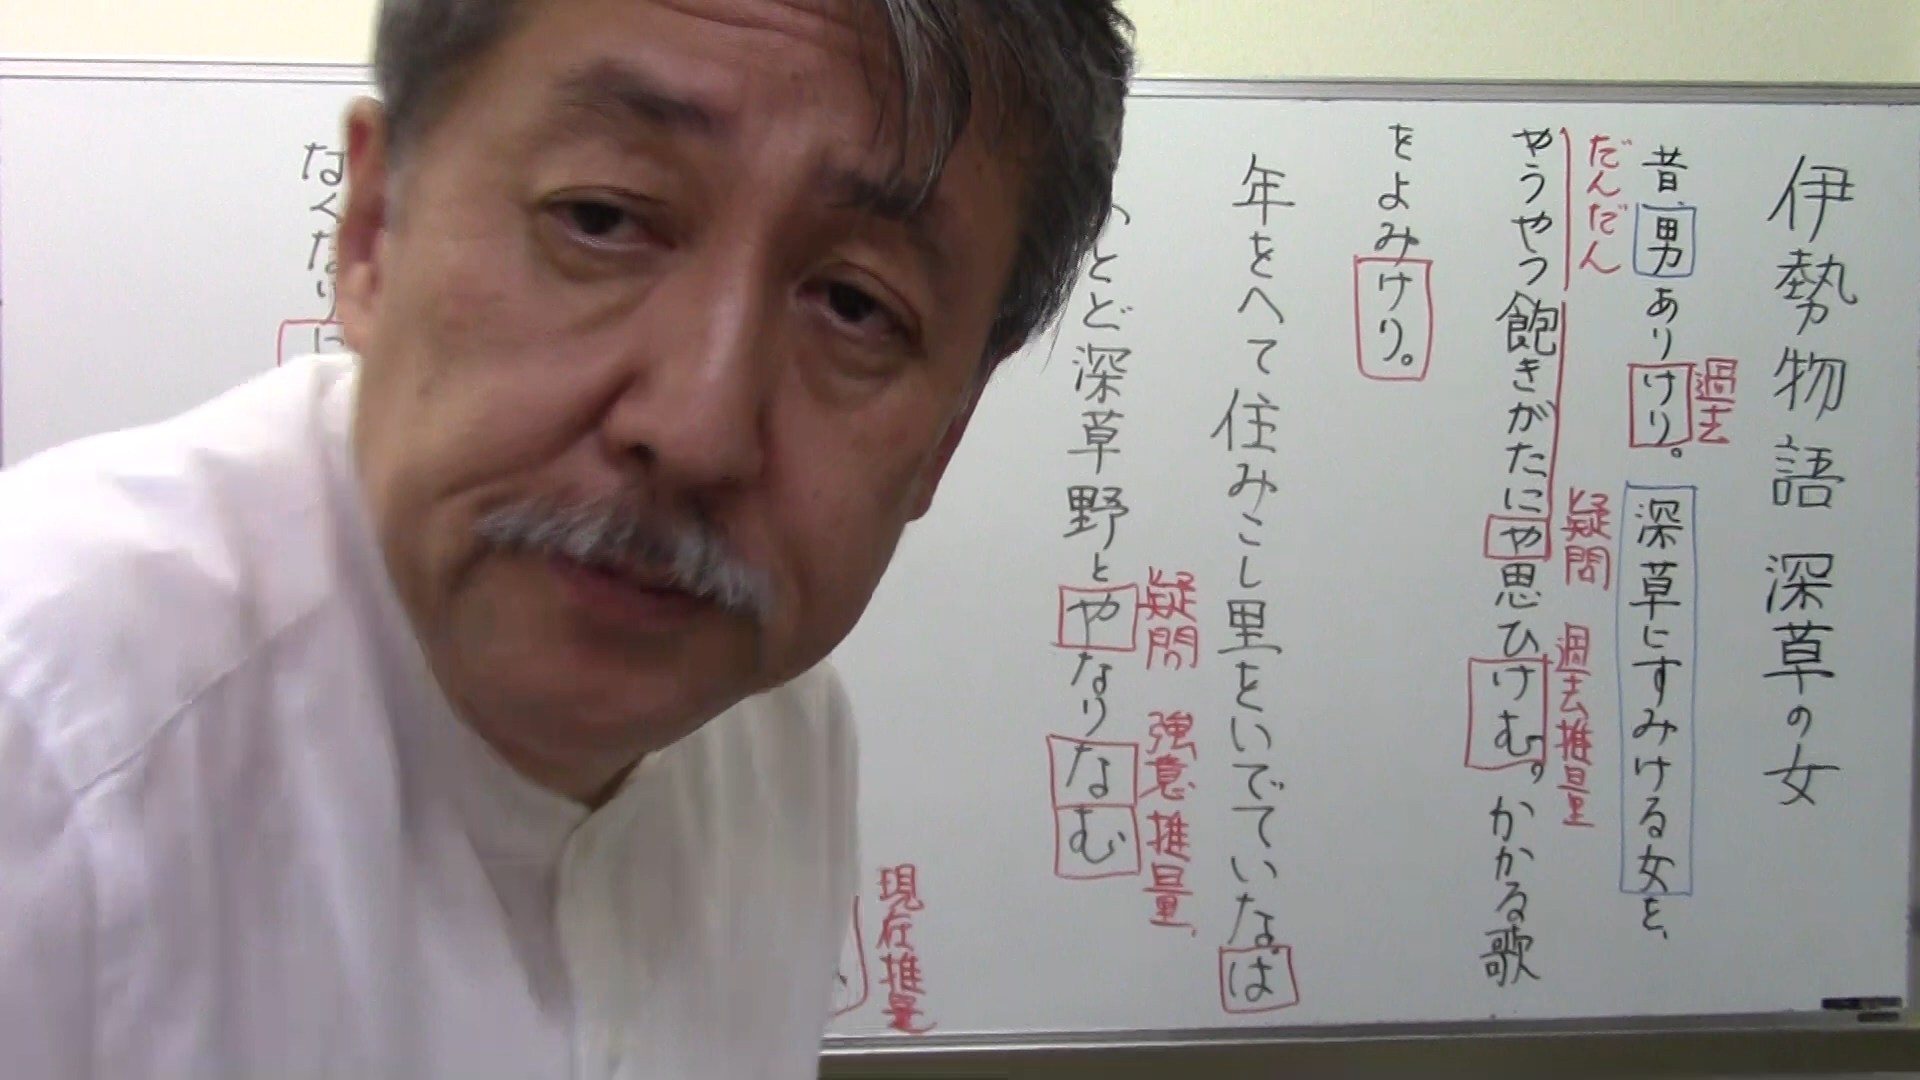 伊勢物語 深草の女
昔、男ありけり。深草にすみける女を、
過去
だんだん
疑問
過去推量
やうやう飽きがたにや思ひけむ。かかる歌
をよみけり。
年をへて住みこし里をいでていなば
疑問
強意
推量
とど深草野とやなりなむ
現在推量
なくなりに